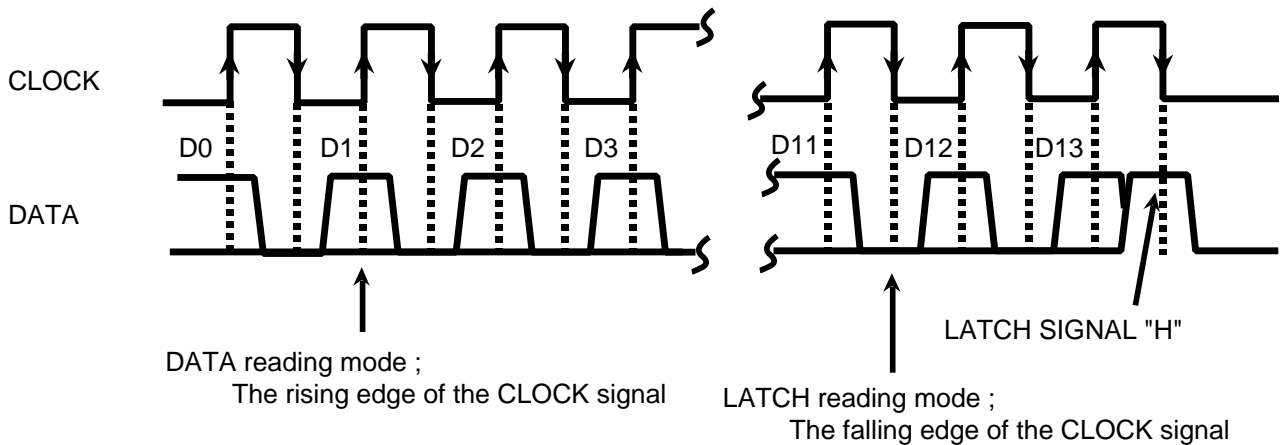 CLOCK
D0 D1 D2 D3 D11 D12 D13
DATA
LATCH SIGNAL "H"
DATA reading mode ;
The rising edge of the CLOCK signal
LATCH reading mode ;
The falling edge of the CLOCK signal